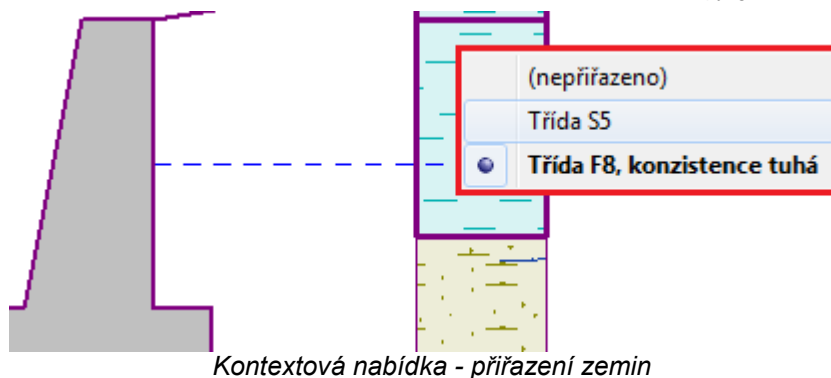 (nepřiřazeno)
Třída S5
Třída F8, konzistence tuhá
Kontextová nabídka - přiřazení zemin